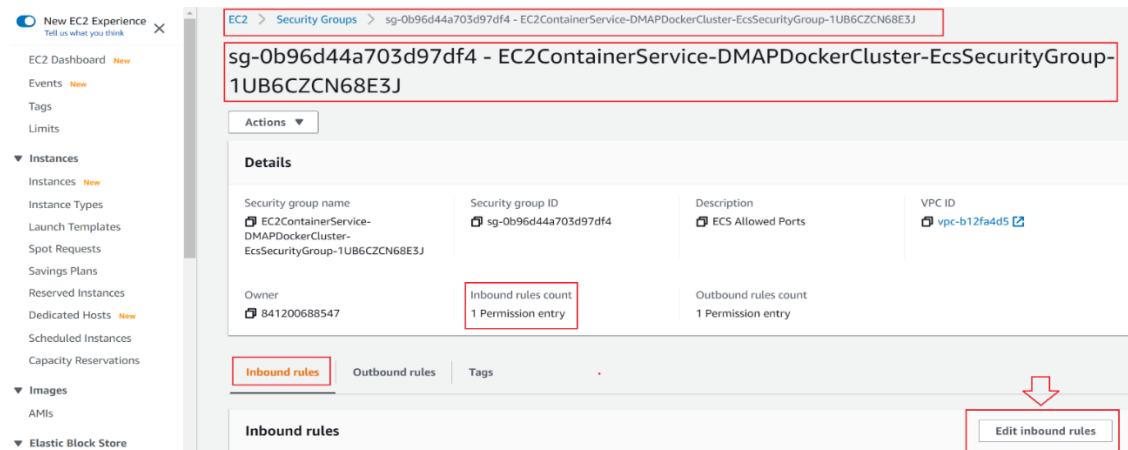 New EC2 Experience
Tell us what you think
EC2 Dashboard New
Events New
Tags
Limits
Instances
Instances New
Instance Types
Launch Templates
Spot Requests
Savings Plans
Reserved Instances
Dedicated Hosts New
Scheduled Instances
Capacity Reservations
Images
AMIs
Elastic Block Store
EC2 > Security Groups > sg-0b96d44a703d97df4 - EC2ContainerService-DMAPDockerCluster-EcsSecurityGroup-1UB6CZCN68E3J
sg-0b96d44a703d97df4 - EC2ContainerService-DMAPDockerCluster-EcsSecurityGroup-
1UB6CZCN68E3J
Actions
Details
Security group name
EC2ContainerService-
DMAPDockerCluster-
EcsSecurityGroup-1UB6CZCN68E3J
Security group ID
sg-0b96d44a703d97df4
Description
ECS Allowed Ports
VPC ID
vpc-b12fa4d5
Owner
841200688547
Inbound rules count
1 Permission entry
Outbound rules count
1 Permission entry
Inbound rules
Outbound rules
Tags
Inbound rules
Edit inbound rules